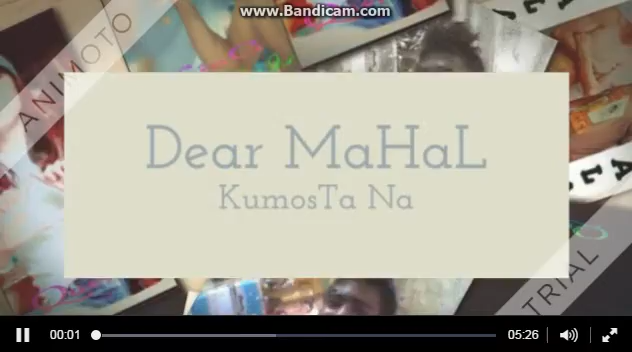 www.Bandicam.com
ANIMOTO
Dear MaHaL
KumosTa Na
TRIAL
00:01
05:26